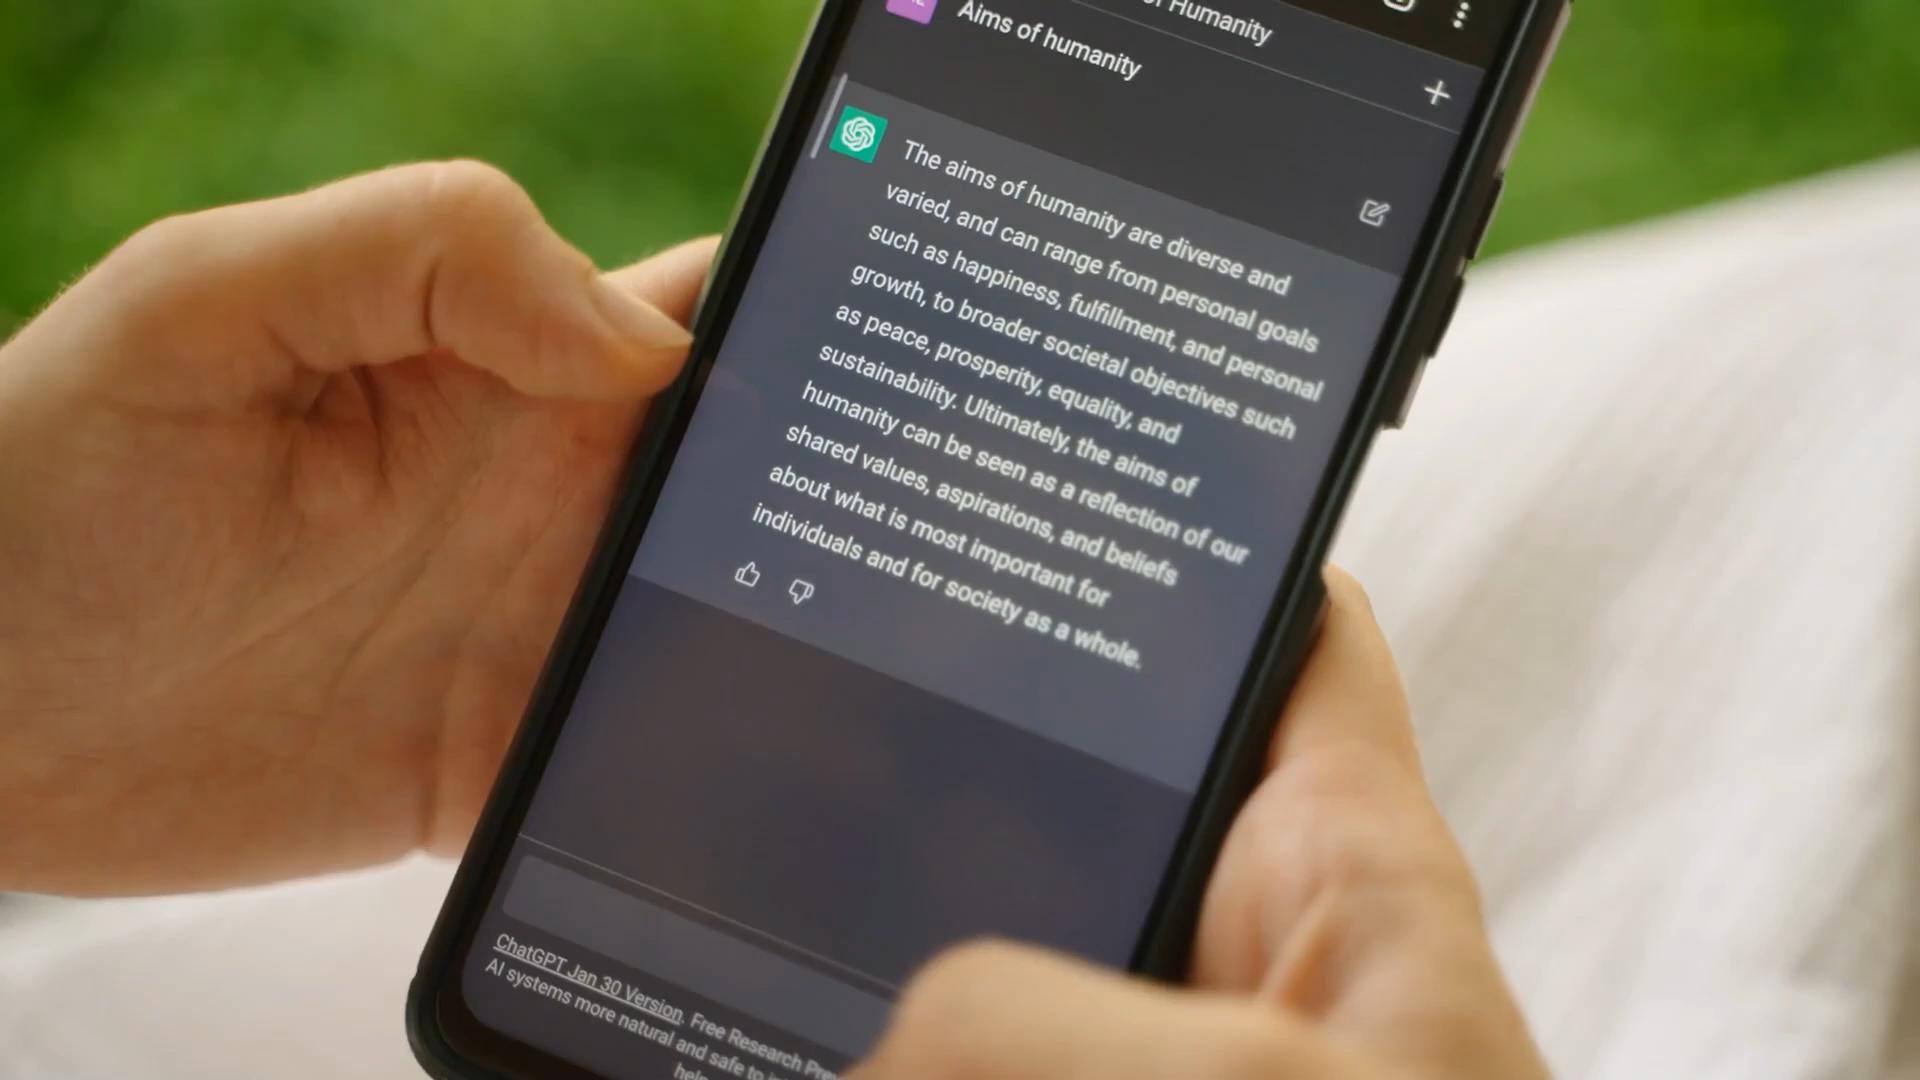 of Humanity
Aims of humanity
The aims of humanity are diverse and
varied, and can range from personal goals
such as happiness, fulfillment, and personal
growth, to broader societal objectives such
as peace, prosperity, equality, and
sustainability. Ultimately, the aims of
humanity can be seen as a reflection of our
shared values, aspirations, and beliefs
about what is most important for
individuals and for society as a whole.
ChatGPT Jan 30 Version. Free Research
AI systems more natural and safe to